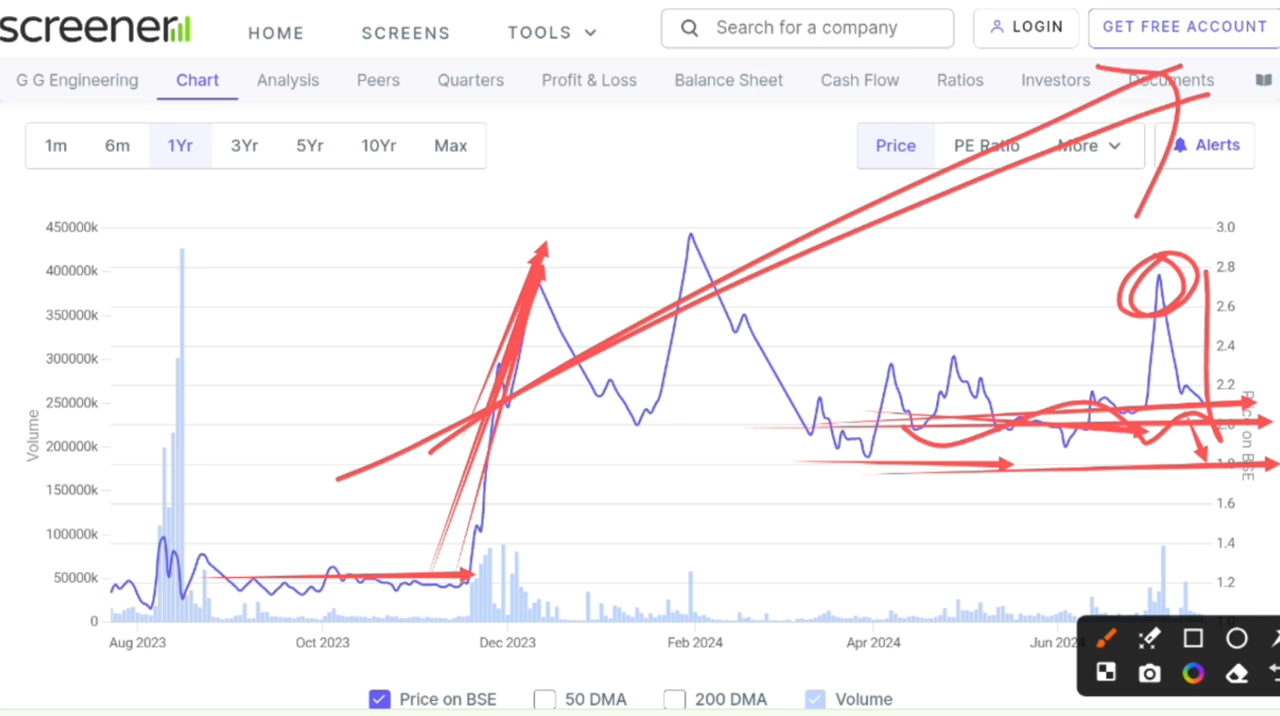 screener HOME SCREENS TOOLS Search for a company LOGIN GET FREE ACCOUNT
G G Engineering Chart Analysis Peers Quarters Profit & Loss Balance Sheet Cash Flow Ratios Investors Documents
1m 6m 1Yr 3Yr 5Yr 10Yr Max Price PE Ratio More Alerts
450000k 3.0
400000k 2.8
350000k 2.6
300000k 2.4
250000k 2.2
200000k 2.0
150000k 1.8
100000k 1.6
50000k 1.4
0 1.2
1.0
Volume
on BSE
Aug 2023 Oct 2023 Dec 2023 Feb 2024 Apr 2024 Jun 2024
Price on BSE 50 DMA 200 DMA Volume